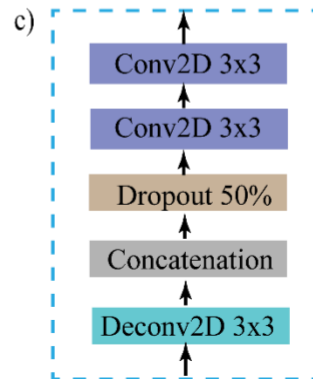 c)
Conv2D 3x3
Conv2D 3x3
Dropout 50%
Concatenation
Deconv2D 3x3